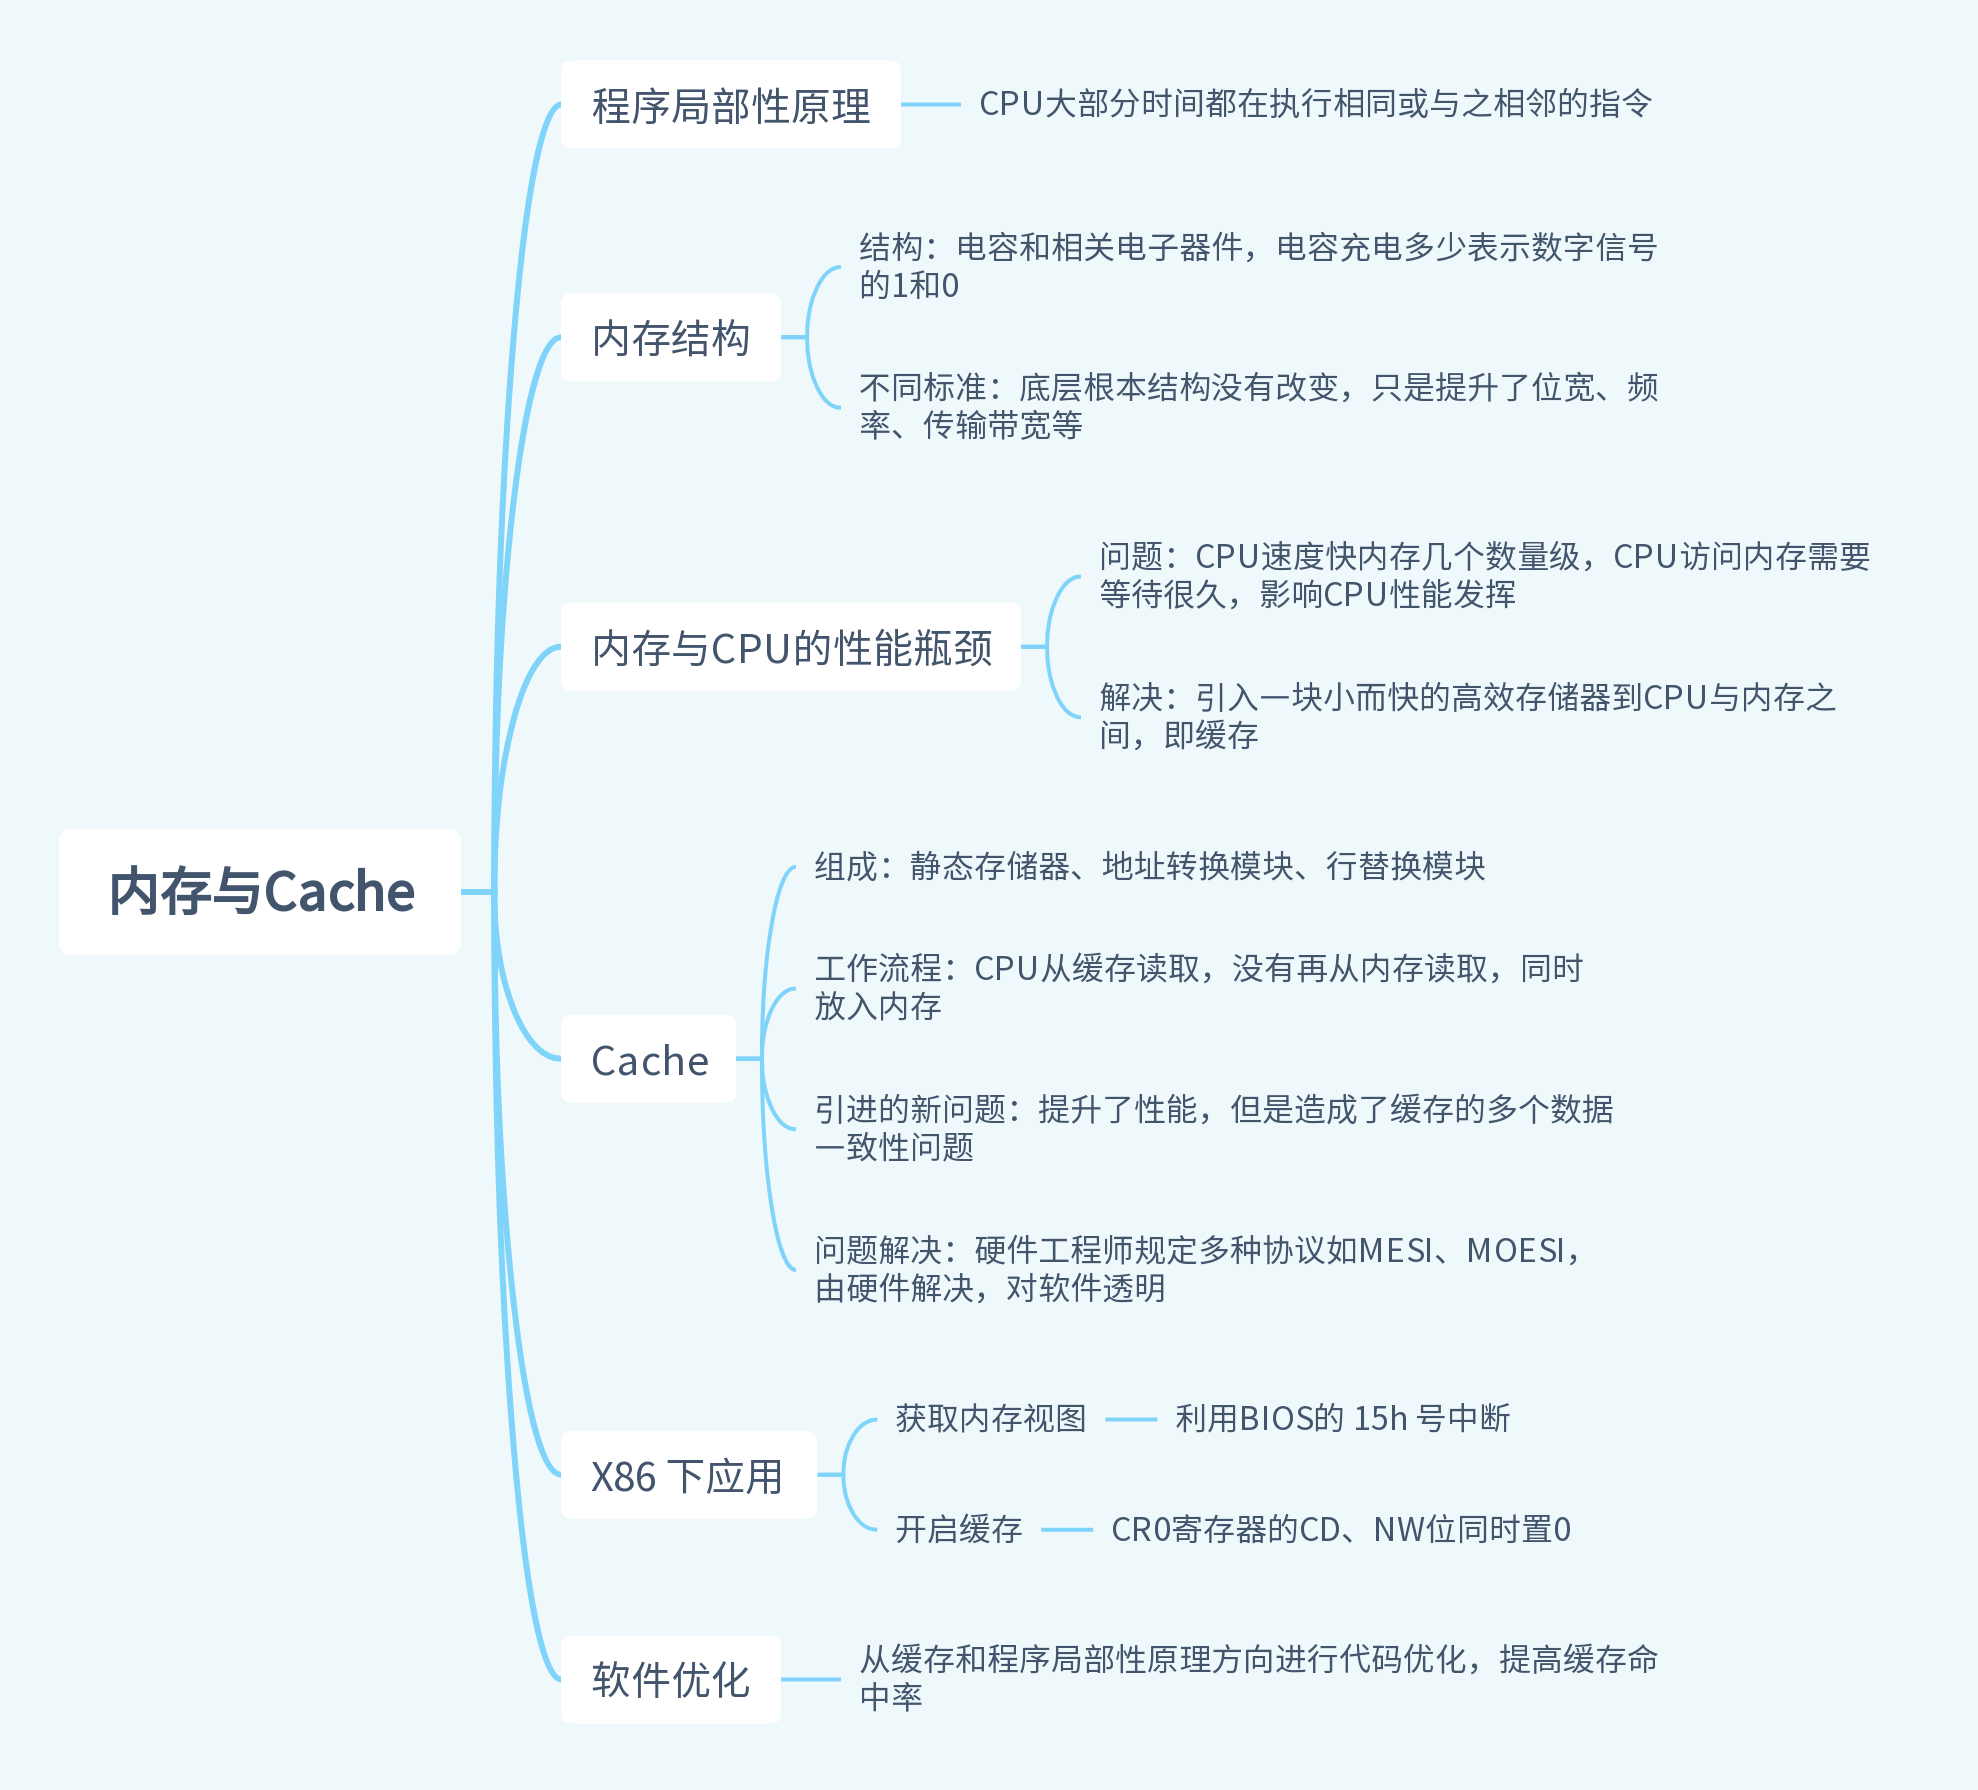 程序局部性原理
CPU大部分时间都在执行相同或与之相邻的指令
内存结构
结构：电容和相关电子器件，电容充电多少表示数字信号
的1和0
不同标准：底层根本结构没有改变，只是提升了位宽、频
率、传输带宽等
内存与CPU的性能瓶颈
问题：CPU速度快内存几个数量级，CPU访问内存需要
等待很久，影响CPU性能发挥
解决：引入一块小而快的高效存储器到CPU与内存之
间，即缓存
内存与Cache
Cache
组成：静态存储器、地址转换模块、行替换模块
工作流程：CPU从缓存读取，没有再从内存读取，同时
放入内存
引进的新问题：提升了性能，但是造成了缓存的多个数据
一致性问题
问题解决：硬件工程师规定多种协议如MESI、MOESI，
由硬件解决，对软件透明
X86 下应用
获取内存视图
利用BIOS的 15h 号中断
开启缓存
CR0寄存器的CD、NW位同时置0
软件优化
从缓存和程序局部性原理方向进行代码优化，提高缓存命
中率